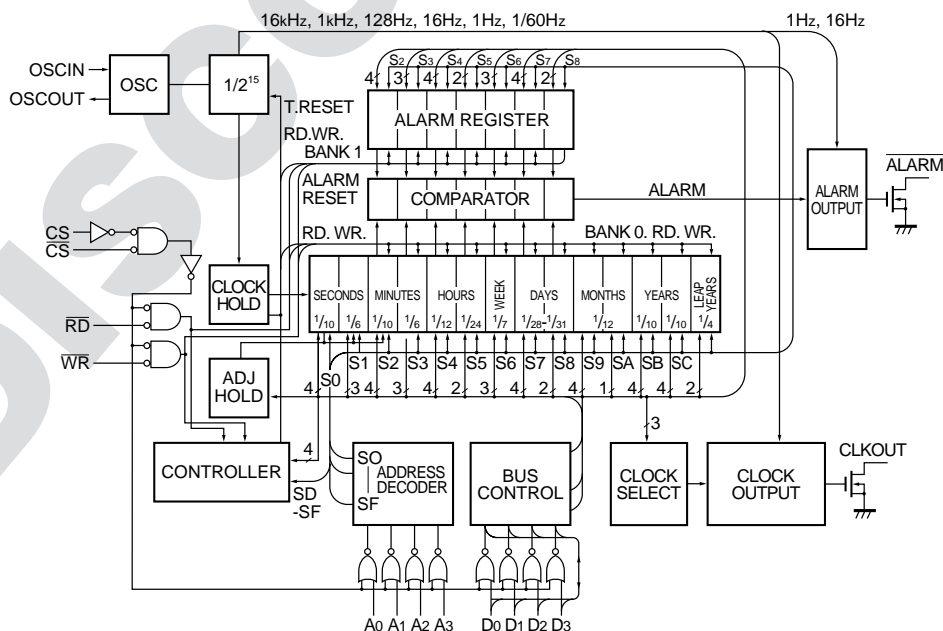 16kHz, 1kHz, 128Hz, 16Hz, 1Hz, 1/60Hz
1Hz, 16Hz
OSCIN
OSCOUT
OSC
1/2¹⁵
S2 S3 S4 S5 S6 S7 S8
4 3 4 2 3 4 2
T.RESET
ALARM REGISTER
RD.WR.
BANK 1
ALARM
RESET
COMPARATOR
ALARM
ALARM
OUTPUT
ALARM
CS
CS
RD. WR.
BANK 0. RD. WR.
CLOCK
HOLD
SECONDS MINUTES HOURS WEEK DAYS MONTHS YEARS LEAP YEARS
1/10 1/6 1/10 1/6 1/12 1/24 1/7 1/28-1/31 1/12 1/10 1/10 1/4
RD
WR
ADJ
HOLD
S0 S1 S2 S3 S4 S5 S6 S7 S8 S9 SA SB SC
4 3 4 3 4 2 3 4 2 4 1 4 4 2
3
4
CONTROLLER
SD
-SF
SO
ADDRESS
DECODER
SF
BUS
CONTROL
CLOCK
SELECT
CLOCK
OUTPUT
CLKOUT
A0 A1 A2 A3
D0 D1 D2 D3